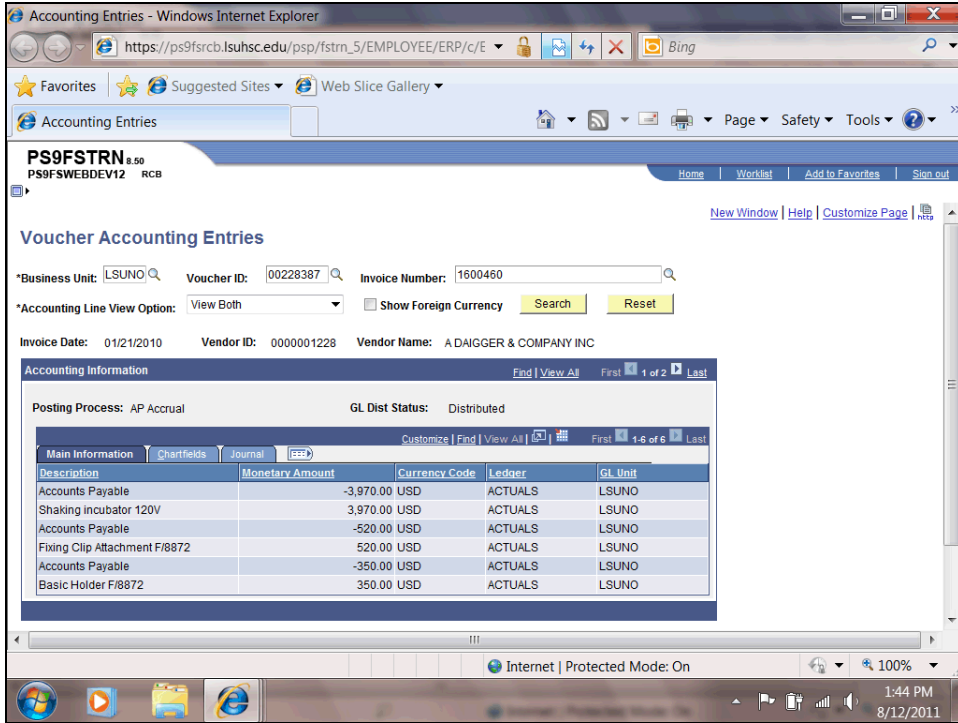 Accounting Entries - Windows Internet Explorer
https://ps9fsrcb.lsuhsc.edu/psp/fstrn_5/EMPLOYEE/ERP/c/E
Bing
Favorites Suggested Sites Web Slice Gallery
Accounting Entries
Page Safety Tools
PS9FSTRN 8.50
PS9FSWEBDEV12 RCB
Home Worklist Add to Favorites Sign out
New Window | Help | Customize Page | http
Voucher Accounting Entries
*Business Unit: LSUNO Voucher ID: 00228387 Invoice Number: 1600460
*Accounting Line View Option: View Both Show Foreign Currency Search Reset
Invoice Date: 01/21/2010 Vendor ID: 0000001228 Vendor Name: A DAIGGER & COMPANY INC
Accounting Information Find | View All First 1 of 2 Last
Posting Process: AP Accrual GL Dist Status: Distributed
Customize | Find | View All | First 1-6 of 6 Last
Main Information Chartfields Journal
Description Monetary Amount Currency Code Ledger GL Unit
Accounts Payable -3,970.00 USD ACTUALS LSUNO
Shaking incubator 120V 3,970.00 USD ACTUALS LSUNO
Accounts Payable -520.00 USD ACTUALS LSUNO
Fixing Clip Attachment F/8872 520.00 USD ACTUALS LSUNO
Accounts Payable -350.00 USD ACTUALS LSUNO
Basic Holder F/8872 350.00 USD ACTUALS LSUNO
Internet | Protected Mode: On 100%
1:44 PM
8/12/2011